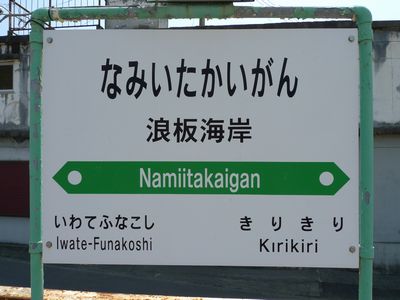 なみいたかいがん
浪板海岸
Namiitakaigan
いわてふなこし きりきり
Iwate-Funakoshi Kirikiri